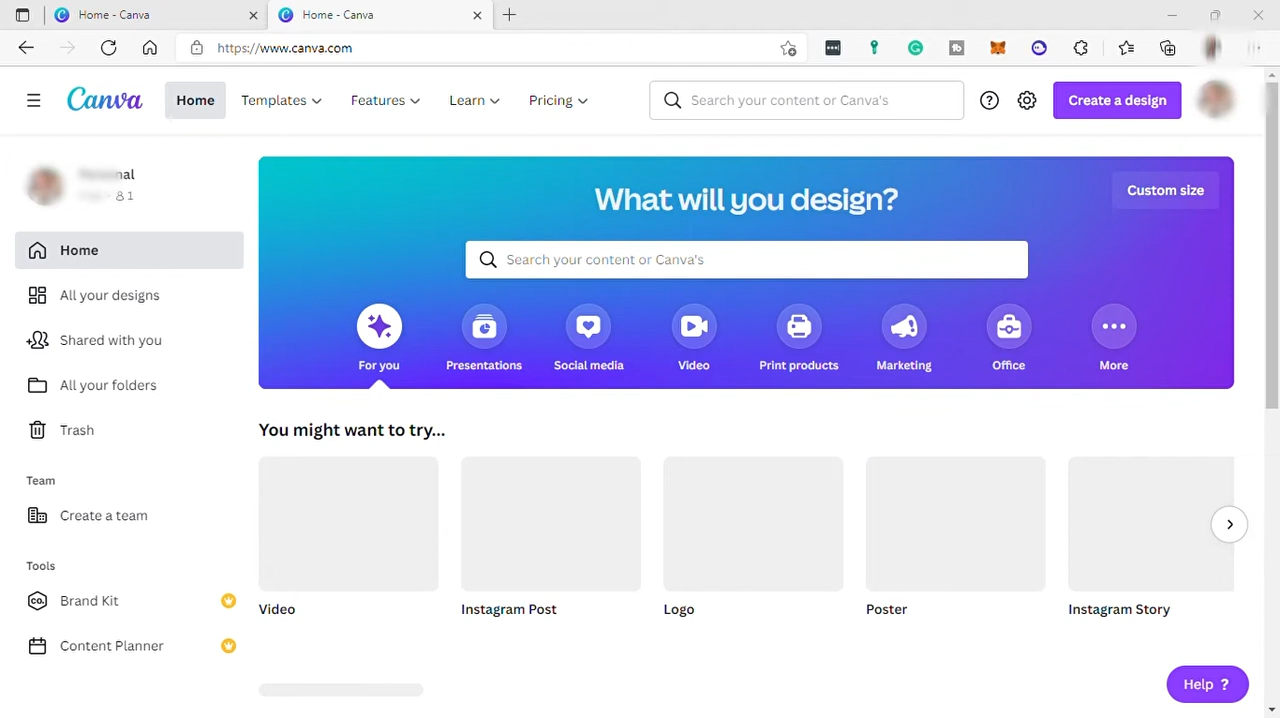 Home - Canva
Home - Canva
https://www.canva.com
Canva
Home
Templates
Features
Learn
Pricing
Search your content or Canva's
Create a design
1
Home
All your designs
Shared with you
All your folders
Trash
Team
Create a team
Tools
Brand Kit
Content Planner
What will you design?
Custom size
Search your content or Canva's
For you
Presentations
Social media
Video
Print products
Marketing
Office
More
You might want to try...
Video
Instagram Post
Logo
Poster
Instagram Story
Help ?